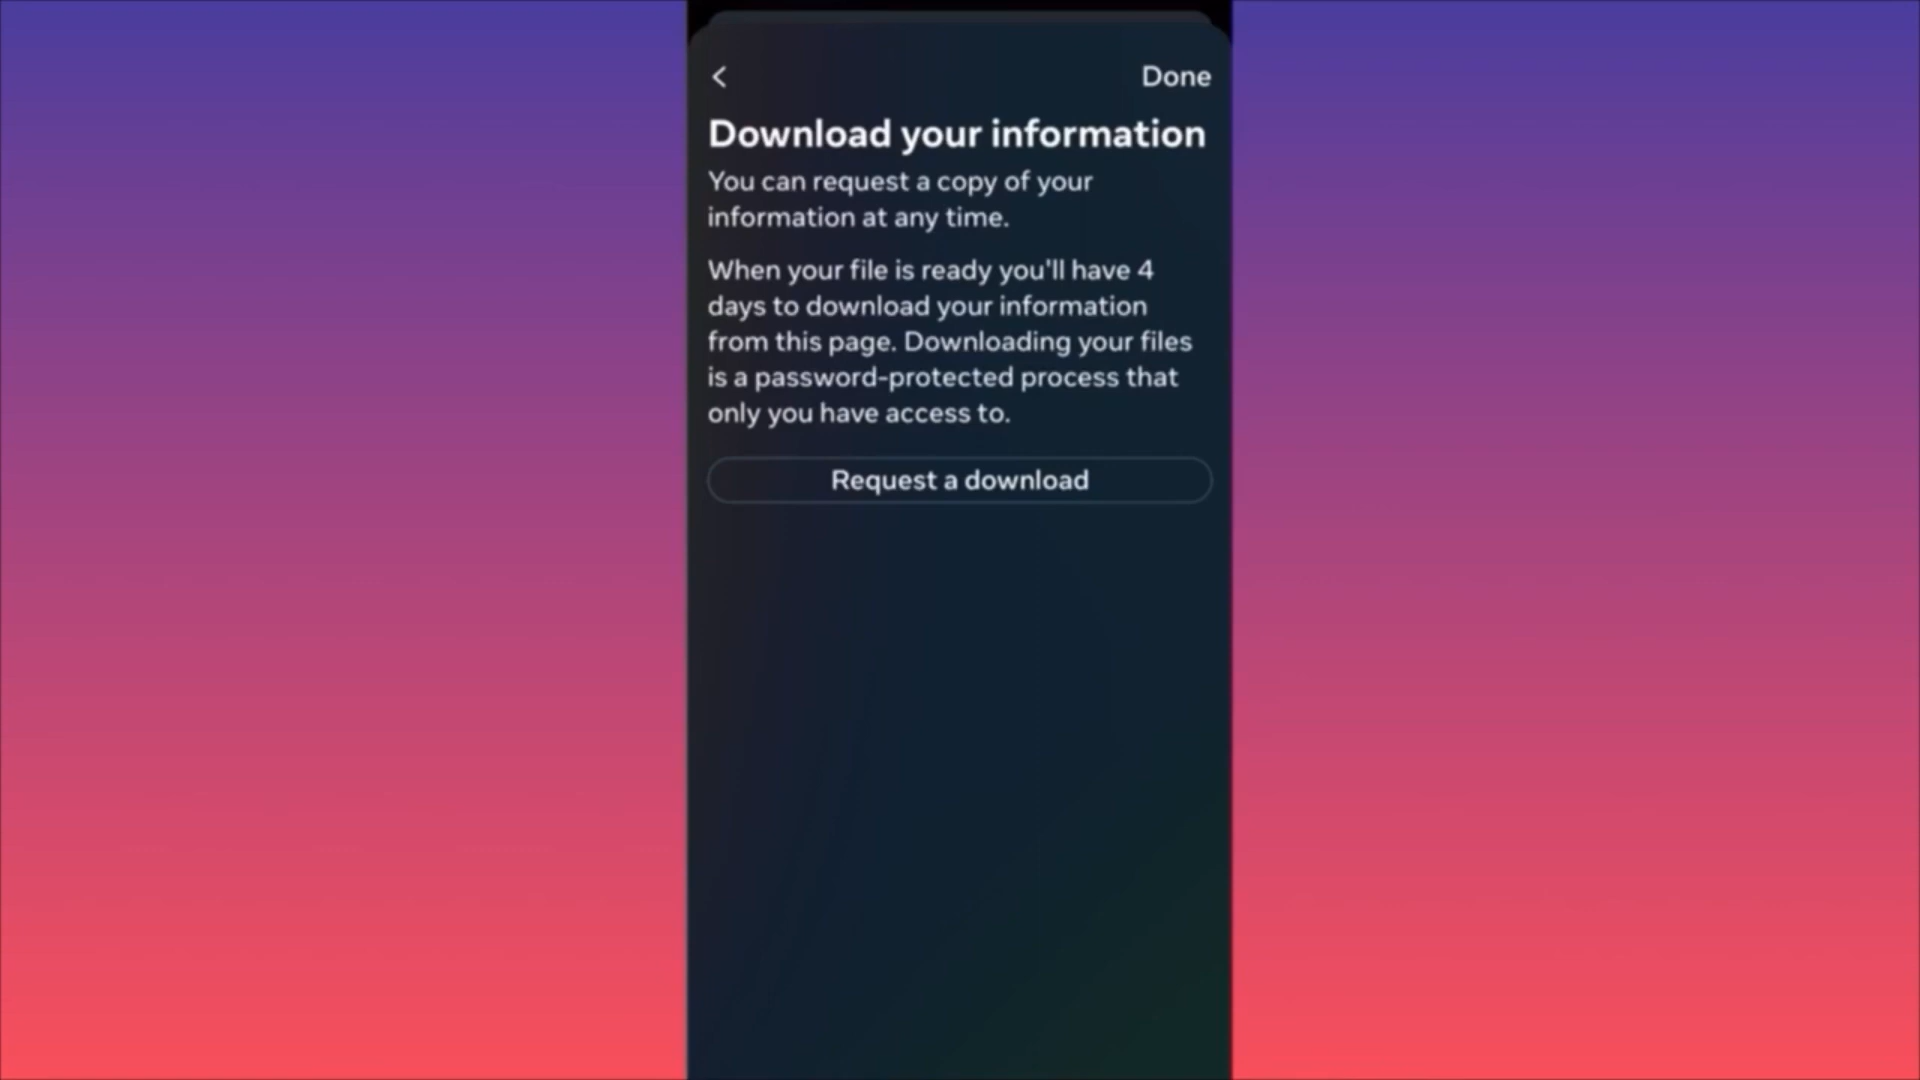 Done
Download your information
You can request a copy of your
information at any time.
When your file is ready you'll have 4
days to download your information
from this page. Downloading your files
is a password-protected process that
only you have access to.
Request a download